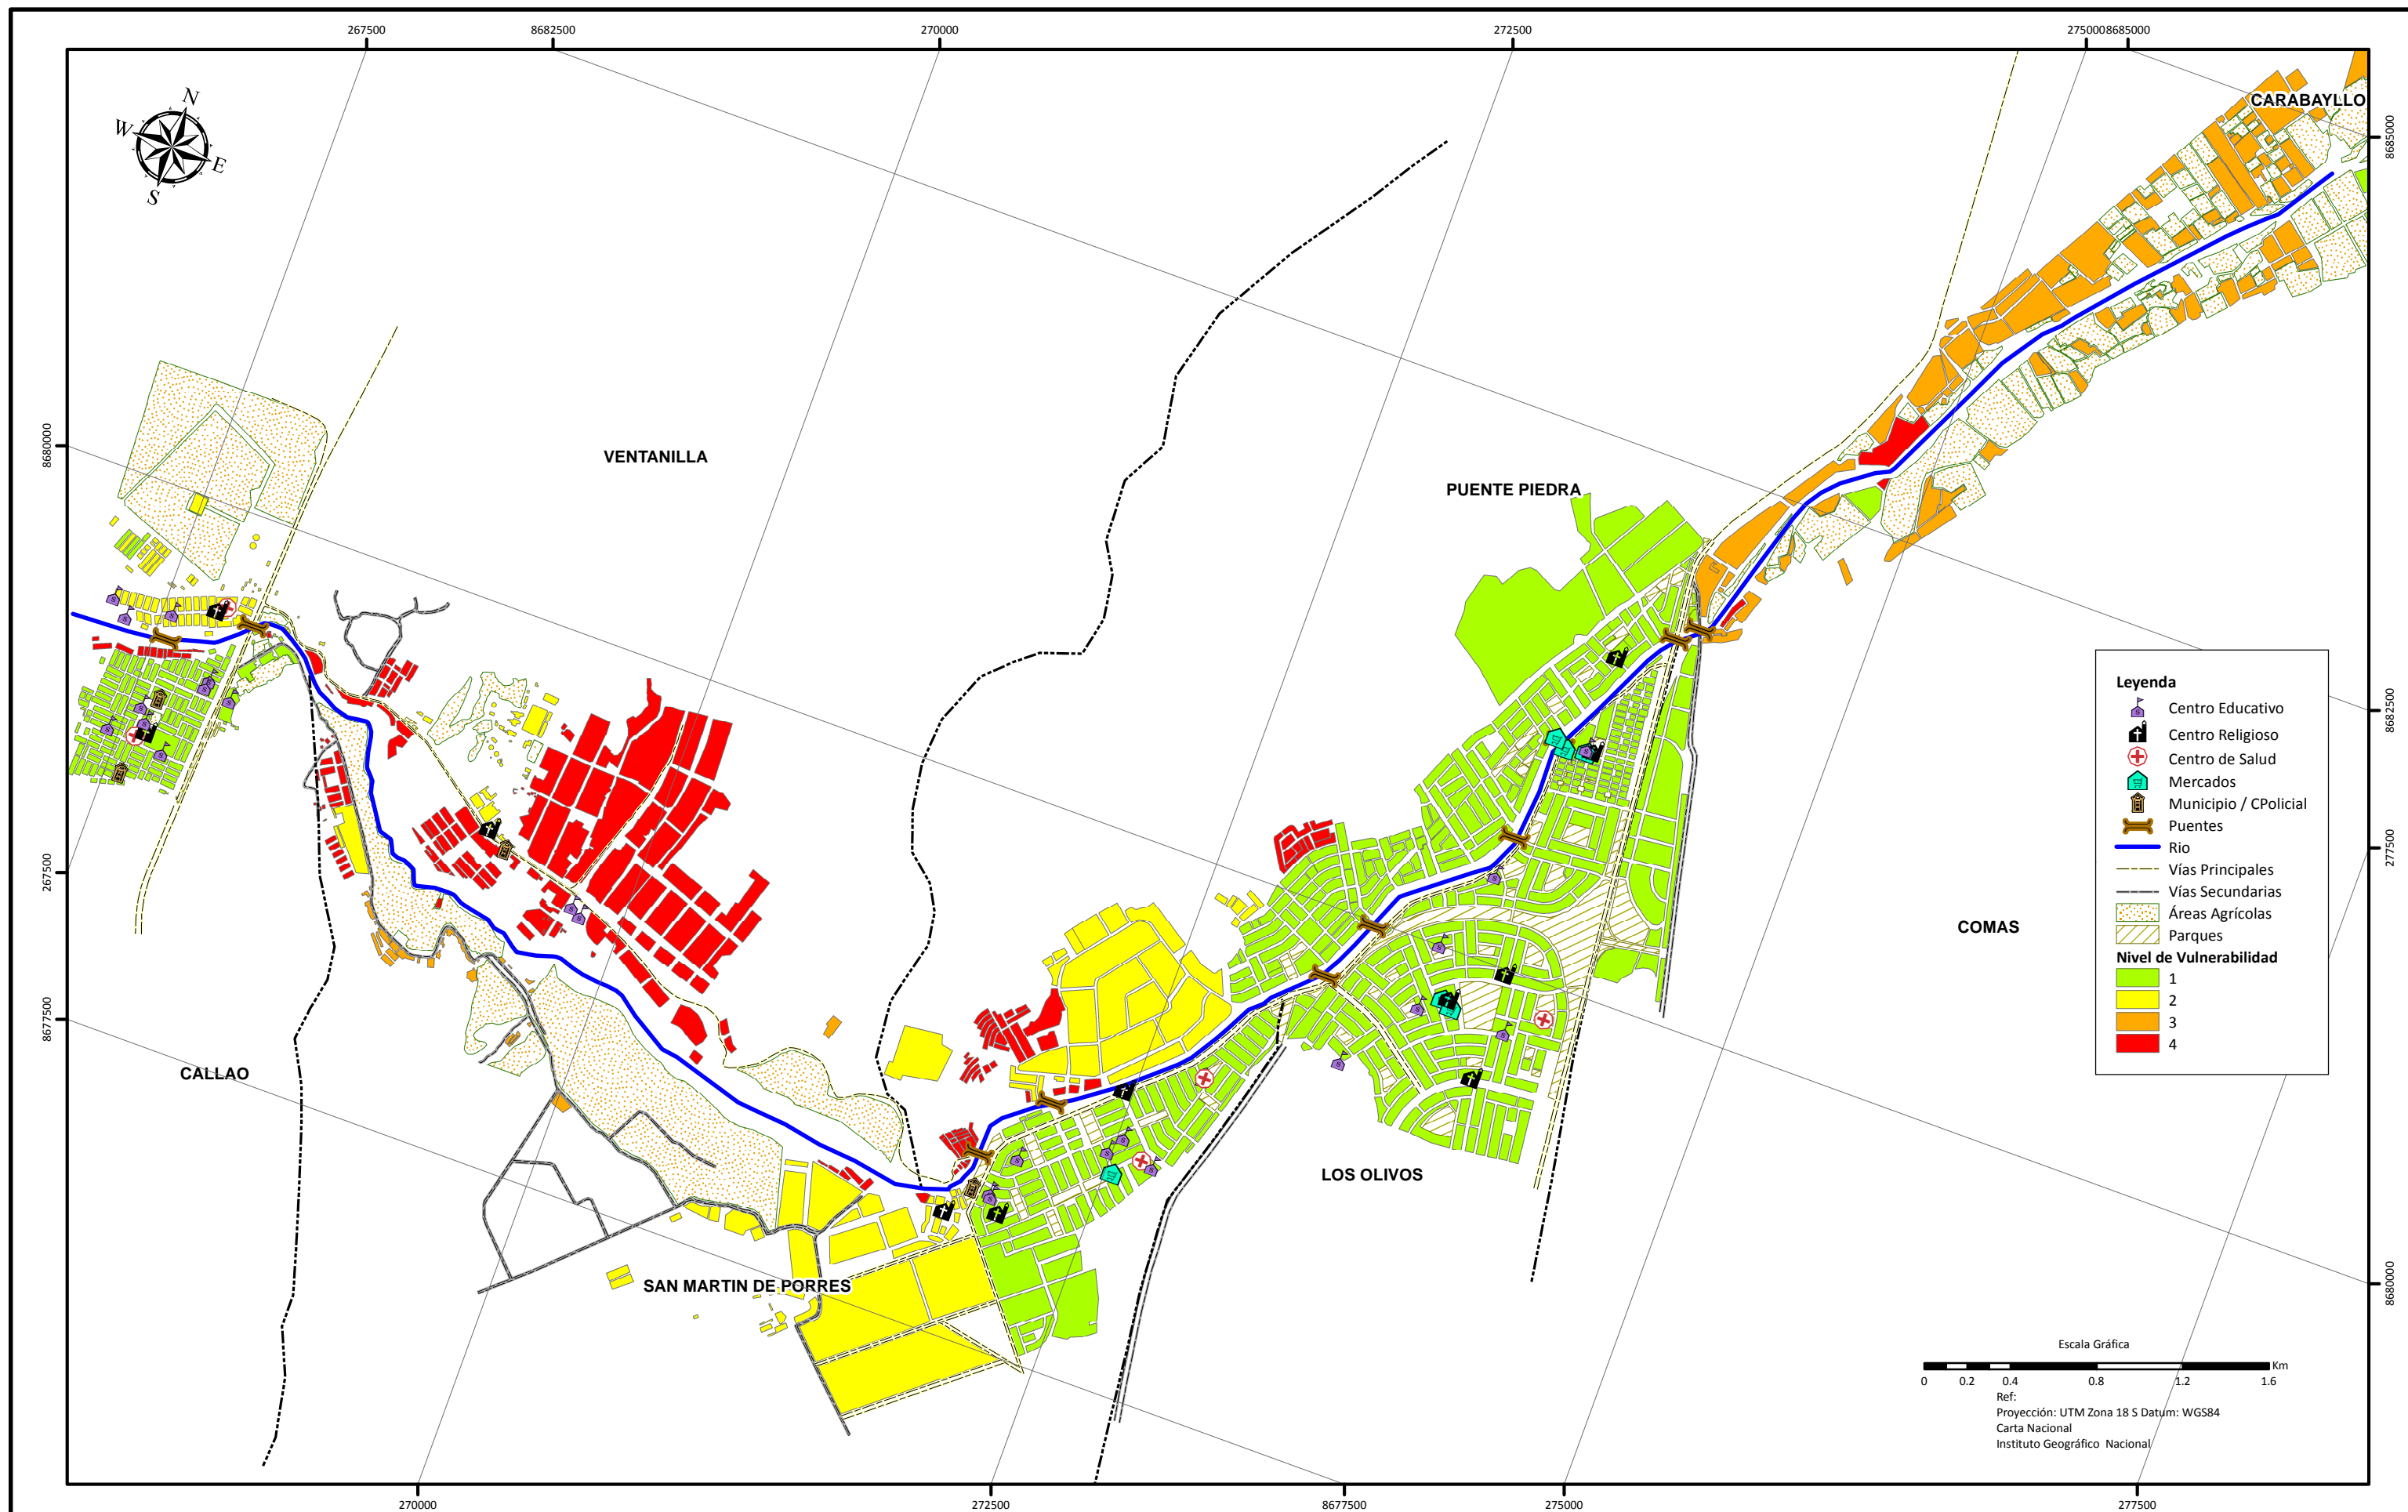 267500
8682500
270000
272500
275000
8685000
N
W
E
S
CARABAYLLO
8685000
8680000
VENTANILLA
PUENTE PIEDRA
Leyenda
Centro Educativo
Centro Religioso
Centro de Salud
Mercados
Municipio / CPolicial
Puentes
Rio
Vías Principales
Vías Secundarias
Áreas Agrícolas
Parques
Nivel de Vulnerabilidad
1
2
3
4
8682500
277500
267500
COMAS
8677500
CALLAO
LOS OLIVOS
SAN MARTIN DE PORRES
8680000
Escala Gráfica
Km
0 0.2 0.4 0.8 1.2 1.6
Ref:
Proyección: UTM Zona 18 S Datum: WGS84
Carta Nacional
Instituto Geográfico Nacional
270000
272500
8677500
275000
277500